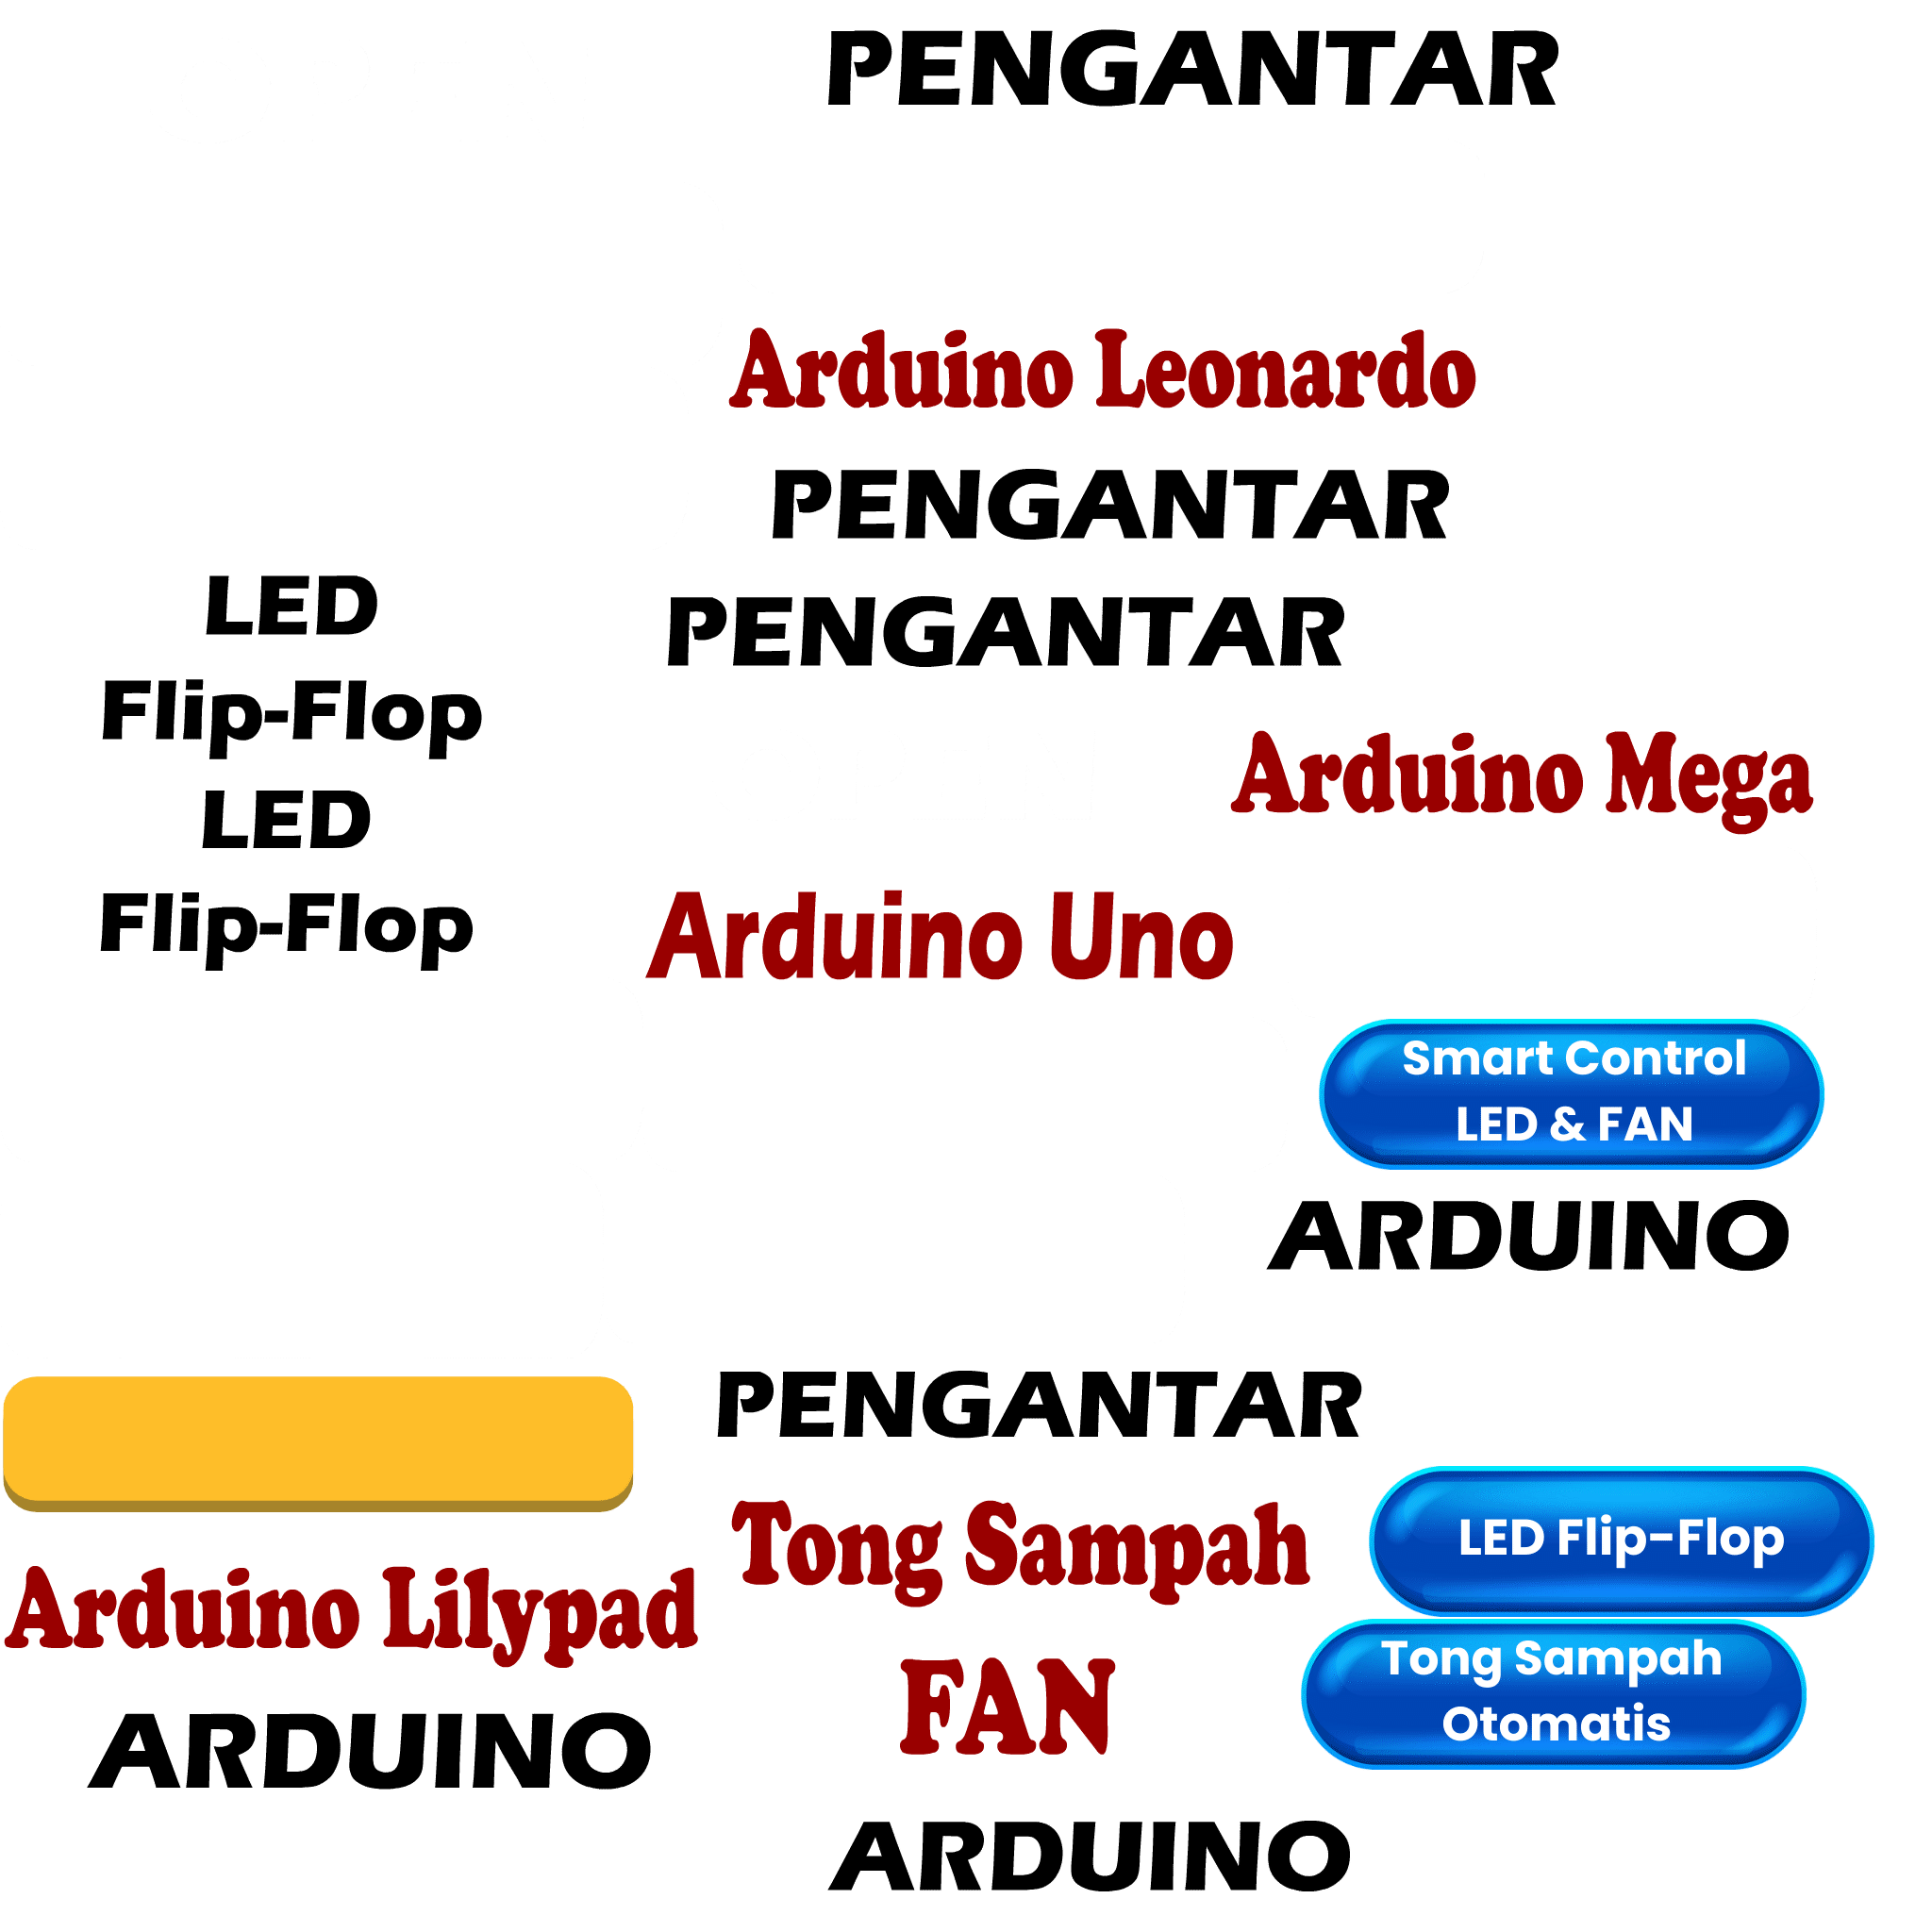 PENGANTAR
Arduino Leonardo
PENGANTAR
LED
Flip-Flop
PENGANTAR
LED
Flip-Flop
Arduino Mega
Arduino Uno
Smart Control
LED & FAN
ARDUINO
PENGANTAR
Tong Sampah
LED Flip-Flop
Arduino Lilypad
FAN
Tong Sampah
Otomatis
ARDUINO
ARDUINO